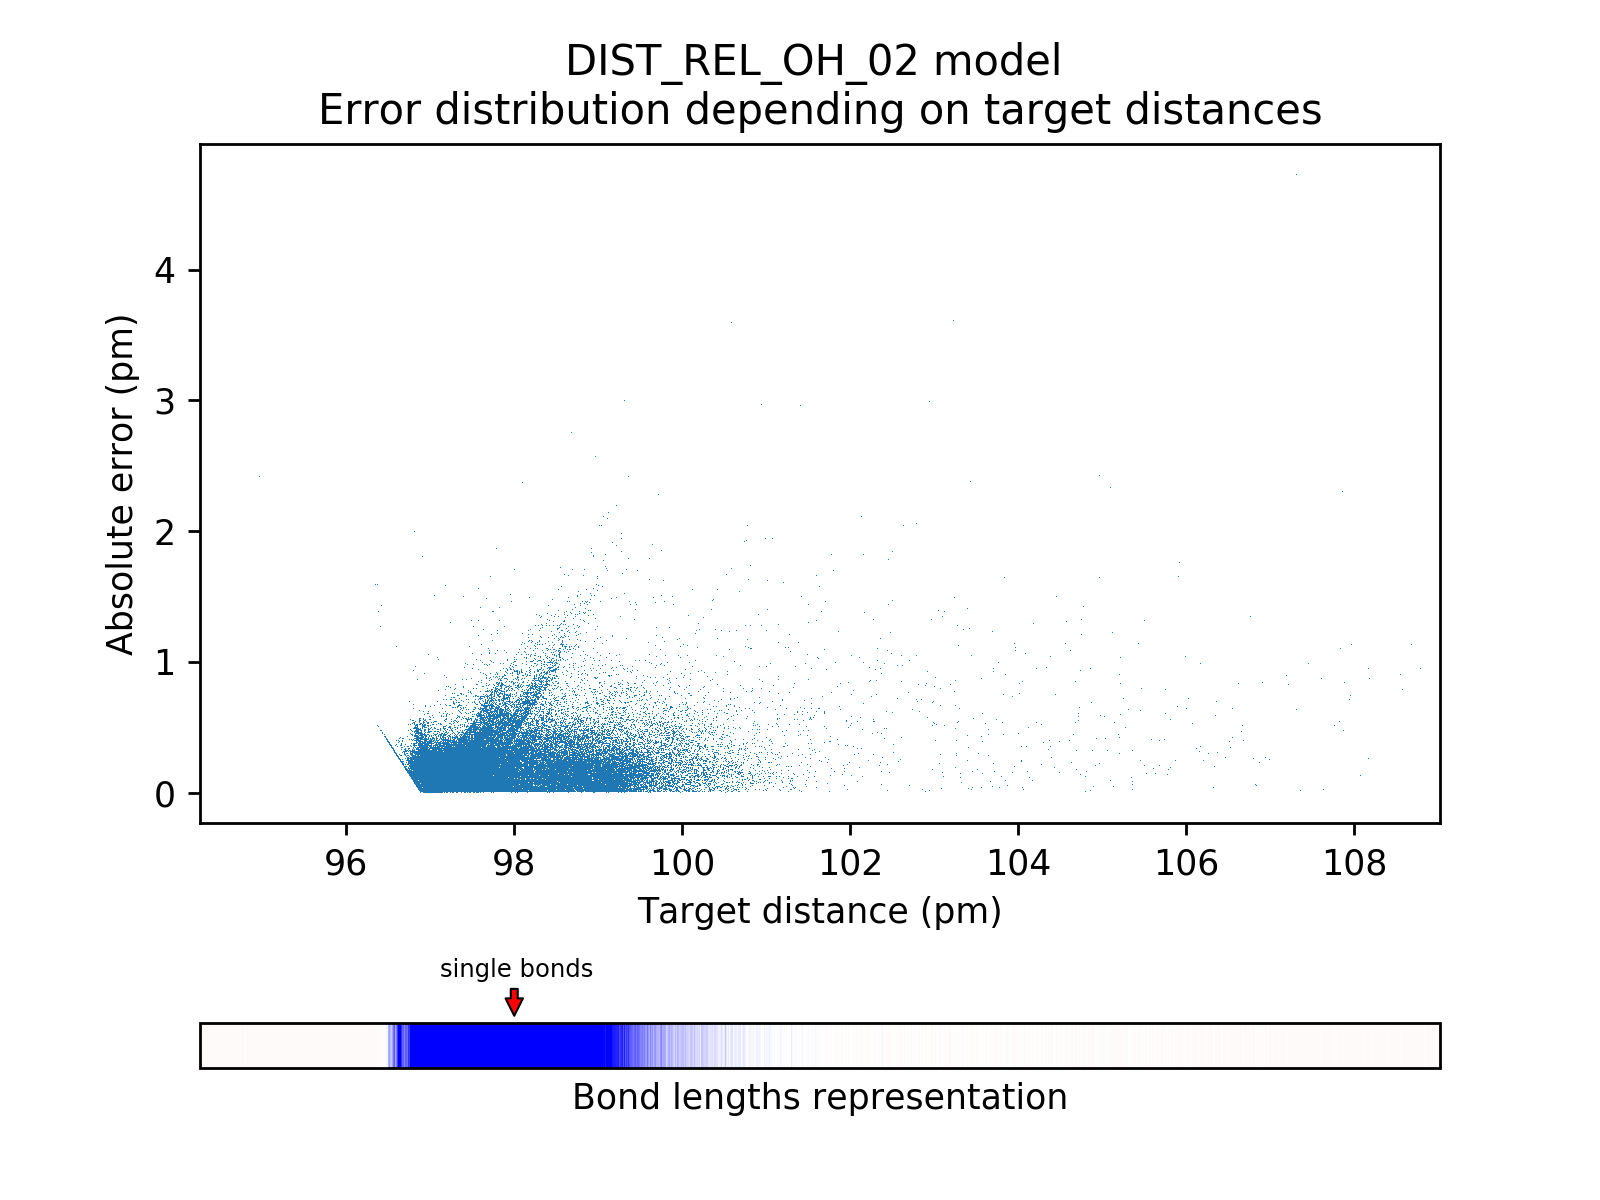 DIST_REL_OH_02 model
Error distribution depending on target distances
Absolute error (pm)
4
3
2
1
0
96 98 100 102 104 106 108
Target distance (pm)
single bonds
Bond lengths representation